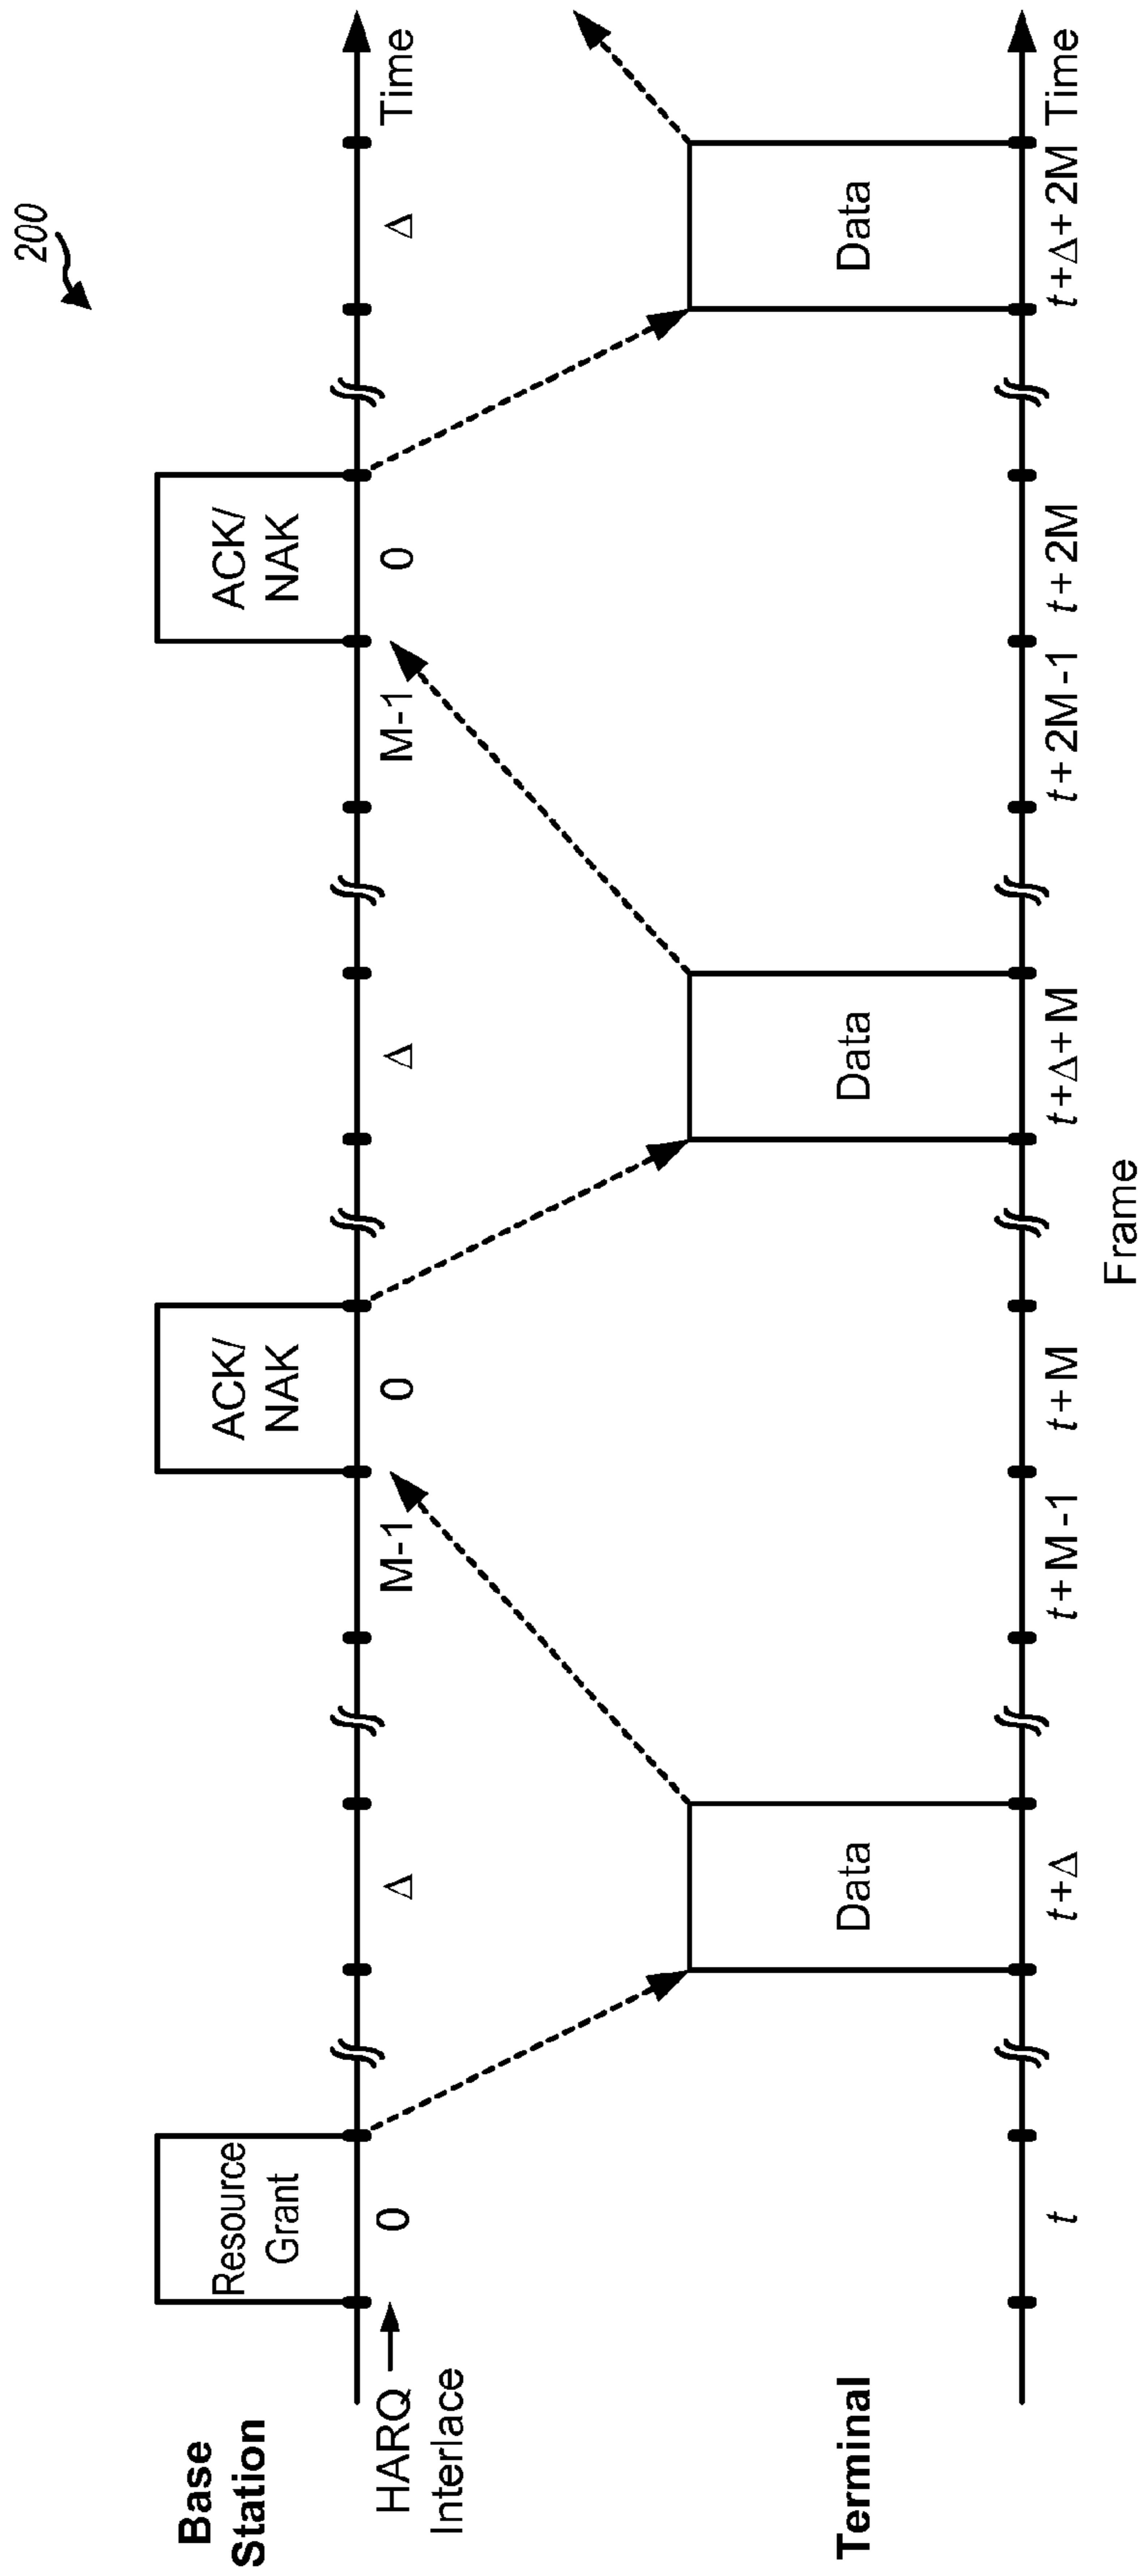 200
Base
Station
Resource
Grant
ACK/
NAK
ACK/
NAK
HARQ
Interlace
0
Δ
M-1
0
Δ
M-1
0
Δ
Time
Terminal
Data
Data
Data
t
t+Δ
t+M-1
t+M
t+Δ+M
t+2M-1
t+2M
t+Δ+2M
Time
Frame